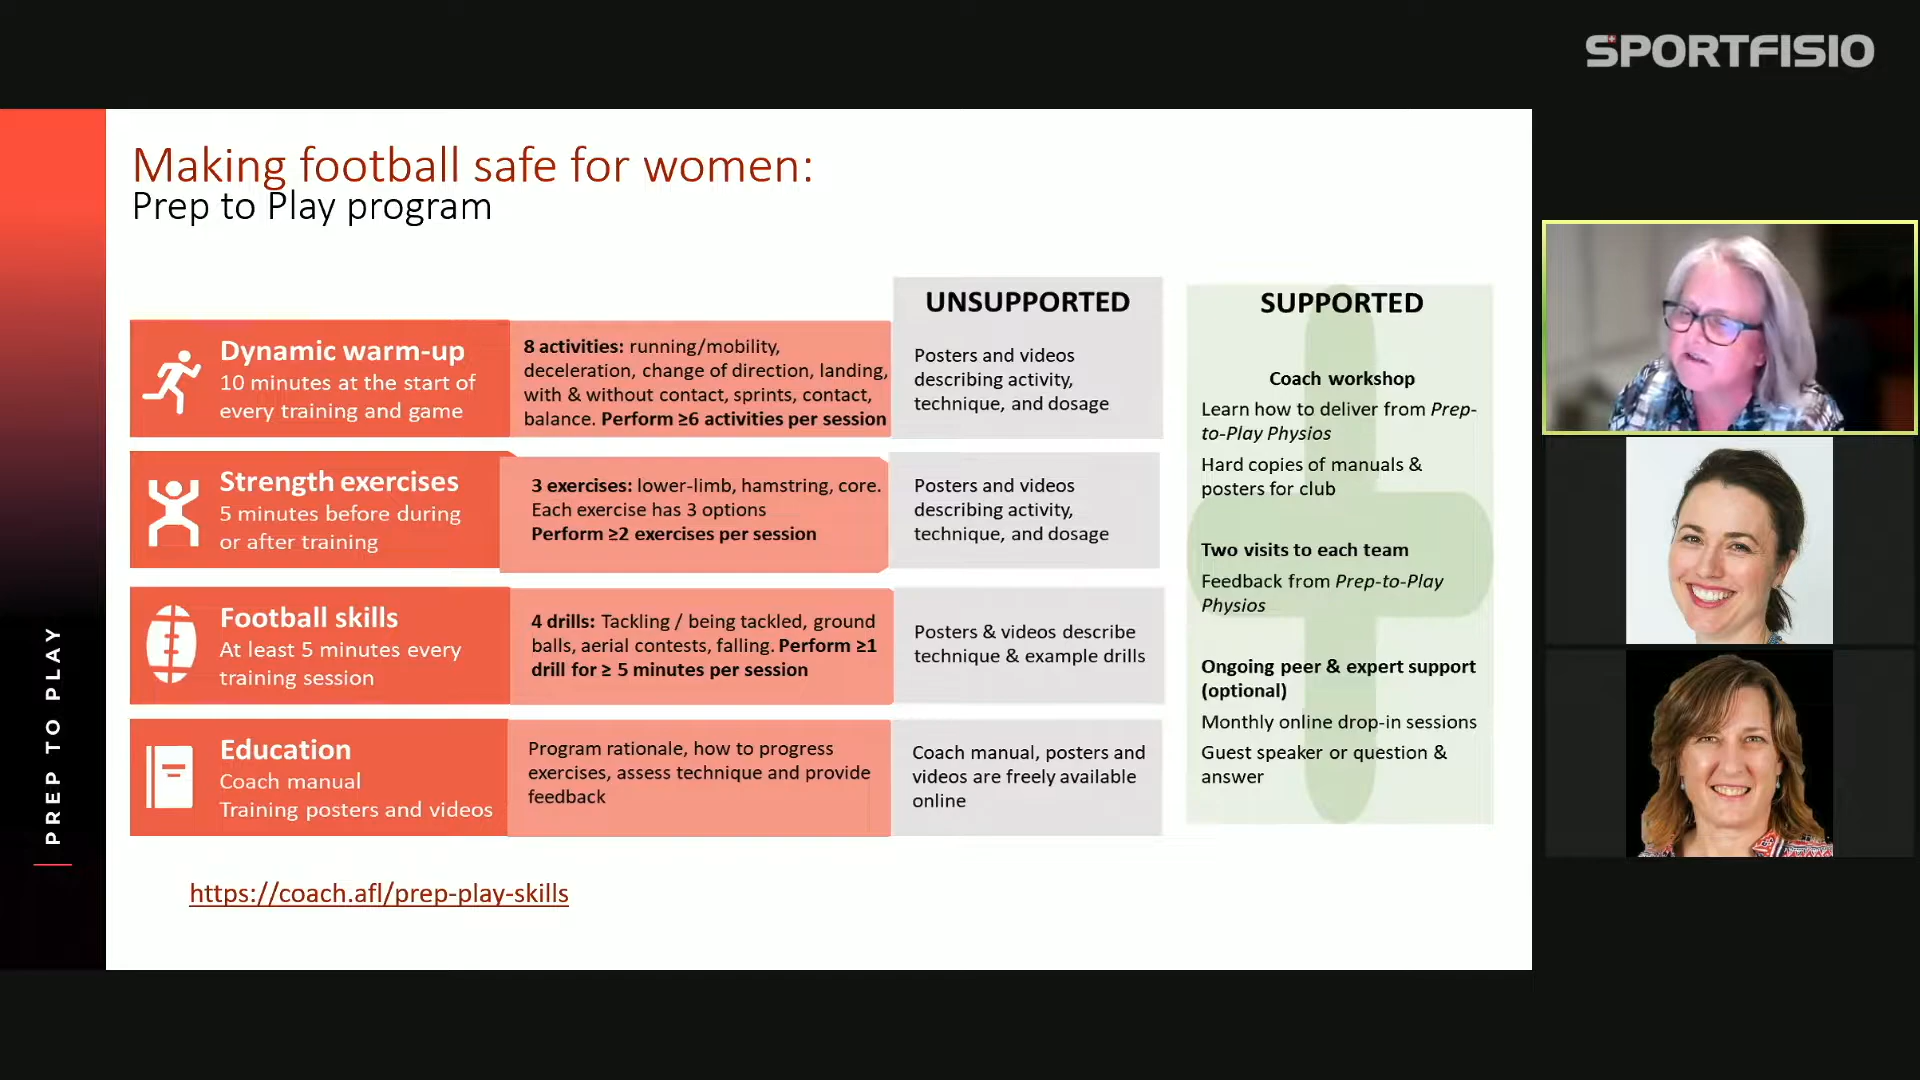 SPORTFISIO
Making football safe for women:
Prep to Play program
PREP TO PLAY
Dynamic warm-up
10 minutes at the start of
every training and game
8 activities: running/mobility,
deceleration, change of direction, landing,
with & without contact, sprints, contact,
balance. Perform ≥6 activities per session
Strength exercises
5 minutes before during
or after training
3 exercises: lower-limb, hamstring, core.
Each exercise has 3 options
Perform ≥2 exercises per session
Football skills
At least 5 minutes every
training session
4 drills: Tackling / being tackled, ground
balls, aerial contests, falling. Perform ≥1
drill for ≥ 5 minutes per session
Education
Coach manual
Training posters and videos
Program rationale, how to progress
exercises, assess technique and provide
feedback
UNSUPPORTED
Posters and videos
describing activity,
technique, and dosage
Posters and videos
describing activity,
technique, and dosage
Posters & videos describe
technique & example drills
Coach manual, posters and
videos are freely available
online
SUPPORTED
Coach workshop
Learn how to deliver from Prep-
to-Play Physios
Hard copies of manuals &
posters for club
Two visits to each team
Feedback from Prep-to-Play
Physios
Ongoing peer & expert support
(optional)
Monthly online drop-in sessions
Guest speaker or question &
answer
https://coach.afl/prep-play-skills